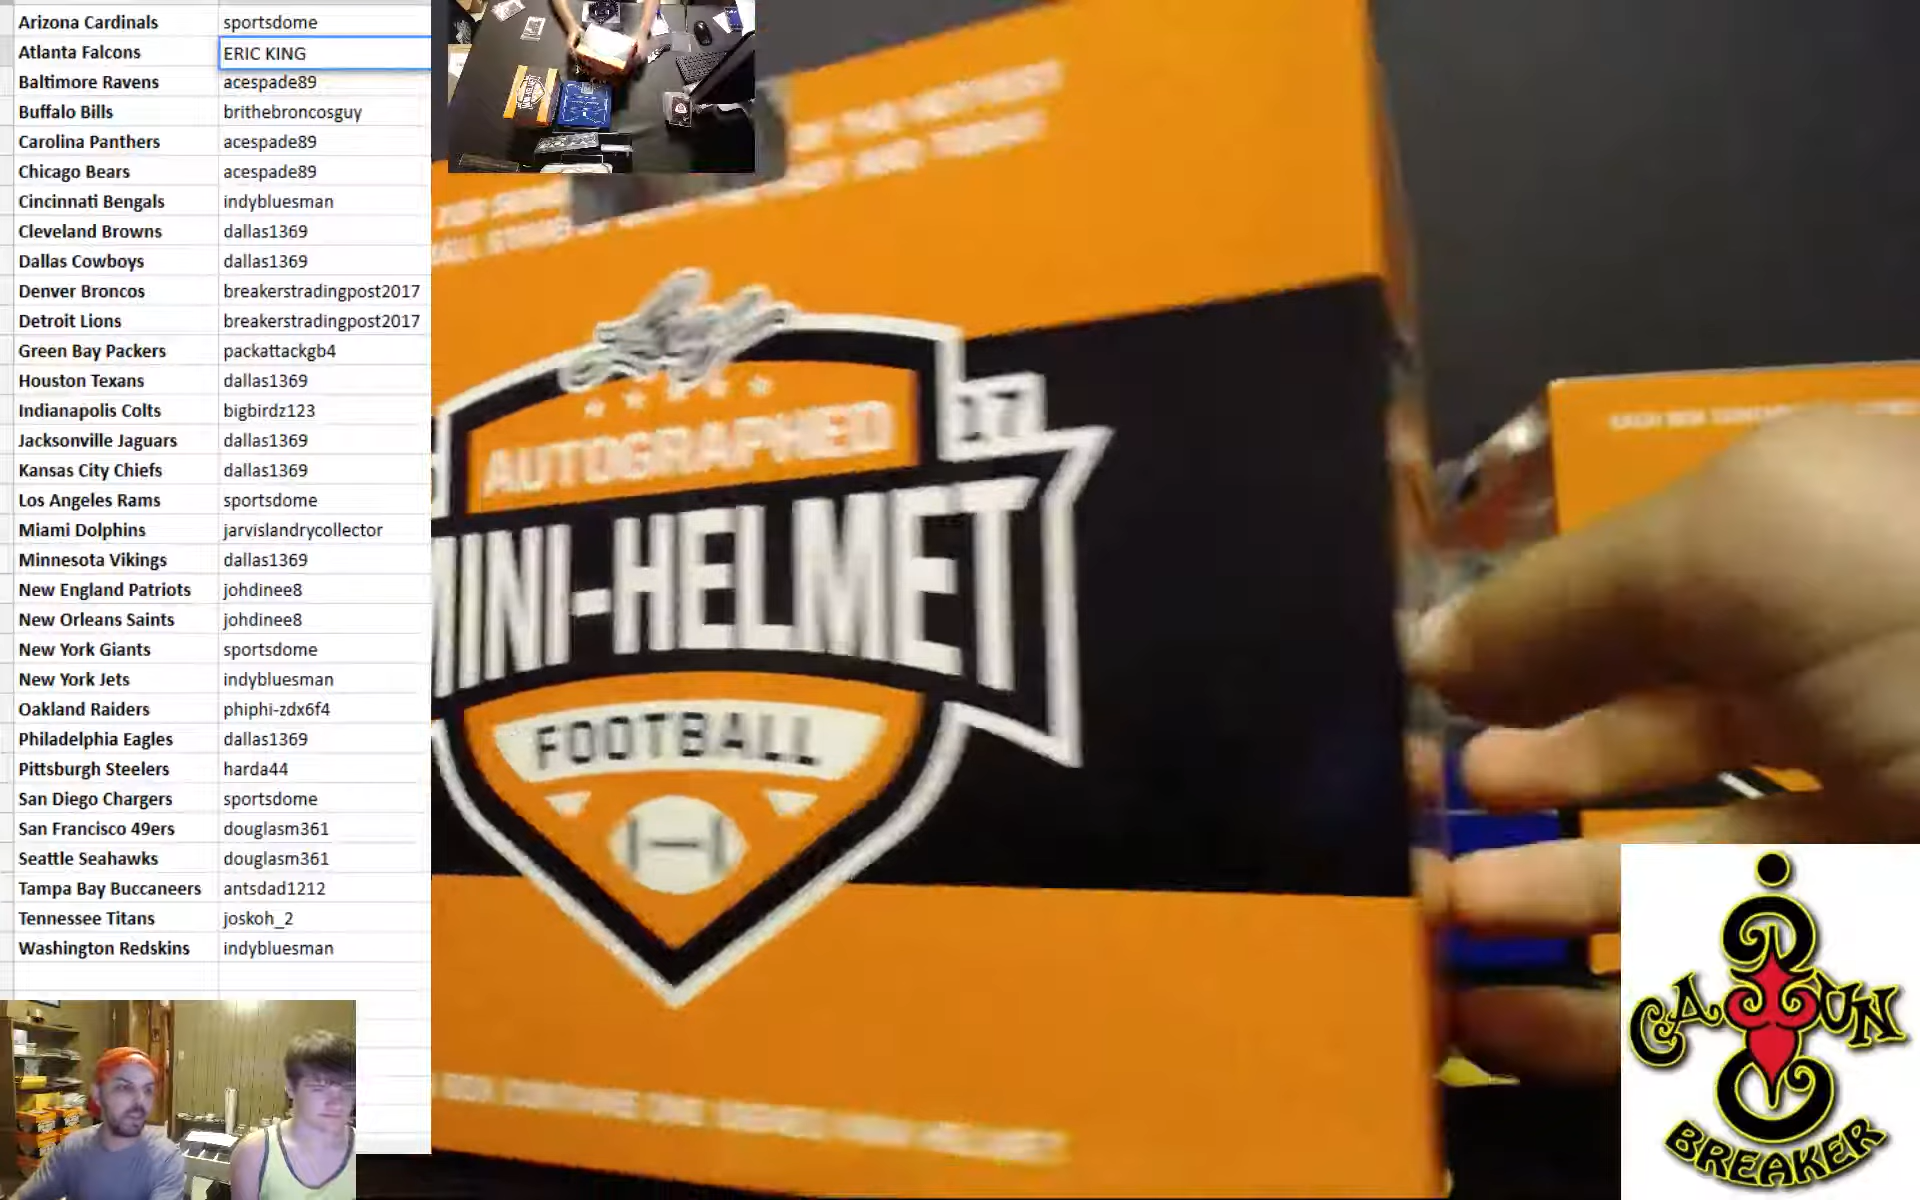 Arizona Cardinals sportsdome
Atlanta Falcons ERIC KING
Baltimore Ravens acespade89
Buffalo Bills brithebroncosguy
Carolina Panthers acespade89
Chicago Bears acespade89
Cincinnati Bengals indybluesman
Cleveland Browns dallas1369
Dallas Cowboys dallas1369
Denver Broncos breakerstradingpost2017
Detroit Lions breakerstradingpost2017
Green Bay Packers packattackgb4
Houston Texans dallas1369
Indianapolis Colts bigbirdz123
Jacksonville Jaguars dallas1369
Kansas City Chiefs dallas1369
Los Angeles Rams sportsdome
Miami Dolphins jarvislandrycollector
Minnesota Vikings dallas1369
New England Patriots johdinee8
New Orleans Saints johdinee8
New York Giants sportsdome
New York Jets indybluesman
Oakland Raiders phiphi-zdx6f4
Philadelphia Eagles dallas1369
Pittsburgh Steelers harda44
San Diego Chargers sportsdome
San Francisco 49ers douglasm361
Seattle Seahawks douglasm361
Tampa Bay Buccaneers antsdad1212
Tennessee Titans joskoh_2
Washington Redskins indybluesman
Leaf
AUTOGRAPHED
17
MINI-HELMET
FOOTBALL
CAJUN
BREAKER